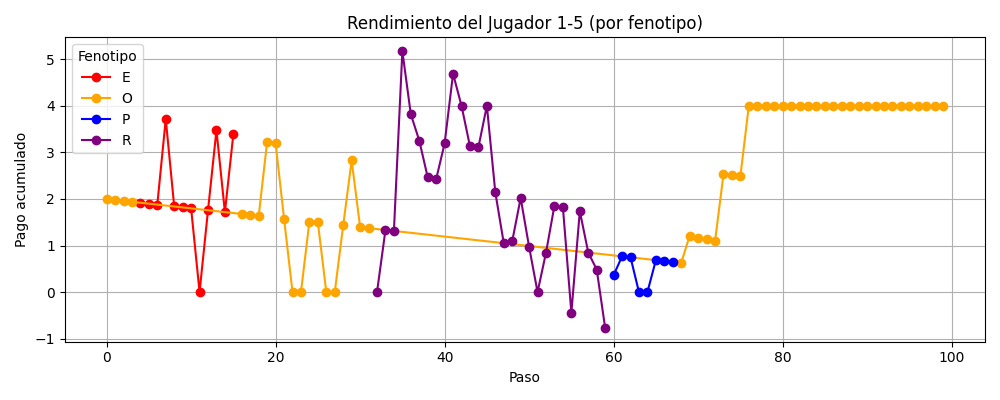 Rendimiento del Jugador 1-5 (por fenotipo)
Fenotipo
E
O
P
R
Pago acumulado
5
4
3
2
1
0
−1
0
20
40
60
80
100
Paso